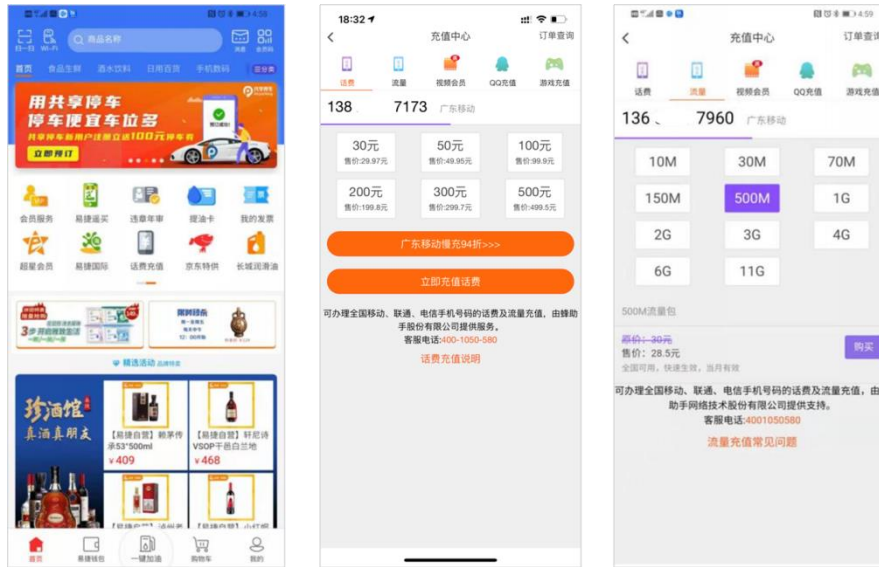 4:58
扫一扫
Wi-Fi
商品名称
消息
会员码
首页
食品生鲜
酒水饮料
日用百货
手机数码
分类
用共享停车
停车便宜车位多
共享停车新用户注册立送100元停车券
立即预订
会员服务
易捷逼买
违章年审
提油卡
我的发票
超星会员
易捷国际
话费充值
京东特供
长城润滑油
精选活动
珍酒馆
真酒真朋友
【易捷自营】赖茅传
承53°500ml
¥409
【易捷自营】轩尼诗
VSOP干邑白兰地
¥468
首页
易捷钱包
一键加油
购物车
我的
18:32
充值中心
订单查询
话费
流量
视频会员
QQ充值
游戏充值
138
7173
广东移动
30元
售价:29.97元
50元
售价:49.95元
100元
售价:99.9元
200元
售价:199.8元
300元
售价:299.7元
500元
售价:499.5元
广东移动慢充94折>>>
立即充值话费
可办理全国移动、联通、电信手机号码的话费及流量充值，由蜂助
手股份有限公司提供服务。
客服电话:400-1050-
580
话费充值说明
4:59
充值中心
订单查询
话费
流量
视频会员
QQ充值
游戏充值
136
7960
广东移动
10M
30M
70M
150M
500M
1G
2G
3G
4G
6G
11G
500M流量包
原价：30元
售价：28.5元
全国可用，快速生效，当月有效
购买
可办理全国移动、联通、电信手机号码的话费及流量充值，由
助手网络技术股份有限公司提供支持。
客服电话:4001050580
流量充值常见问题